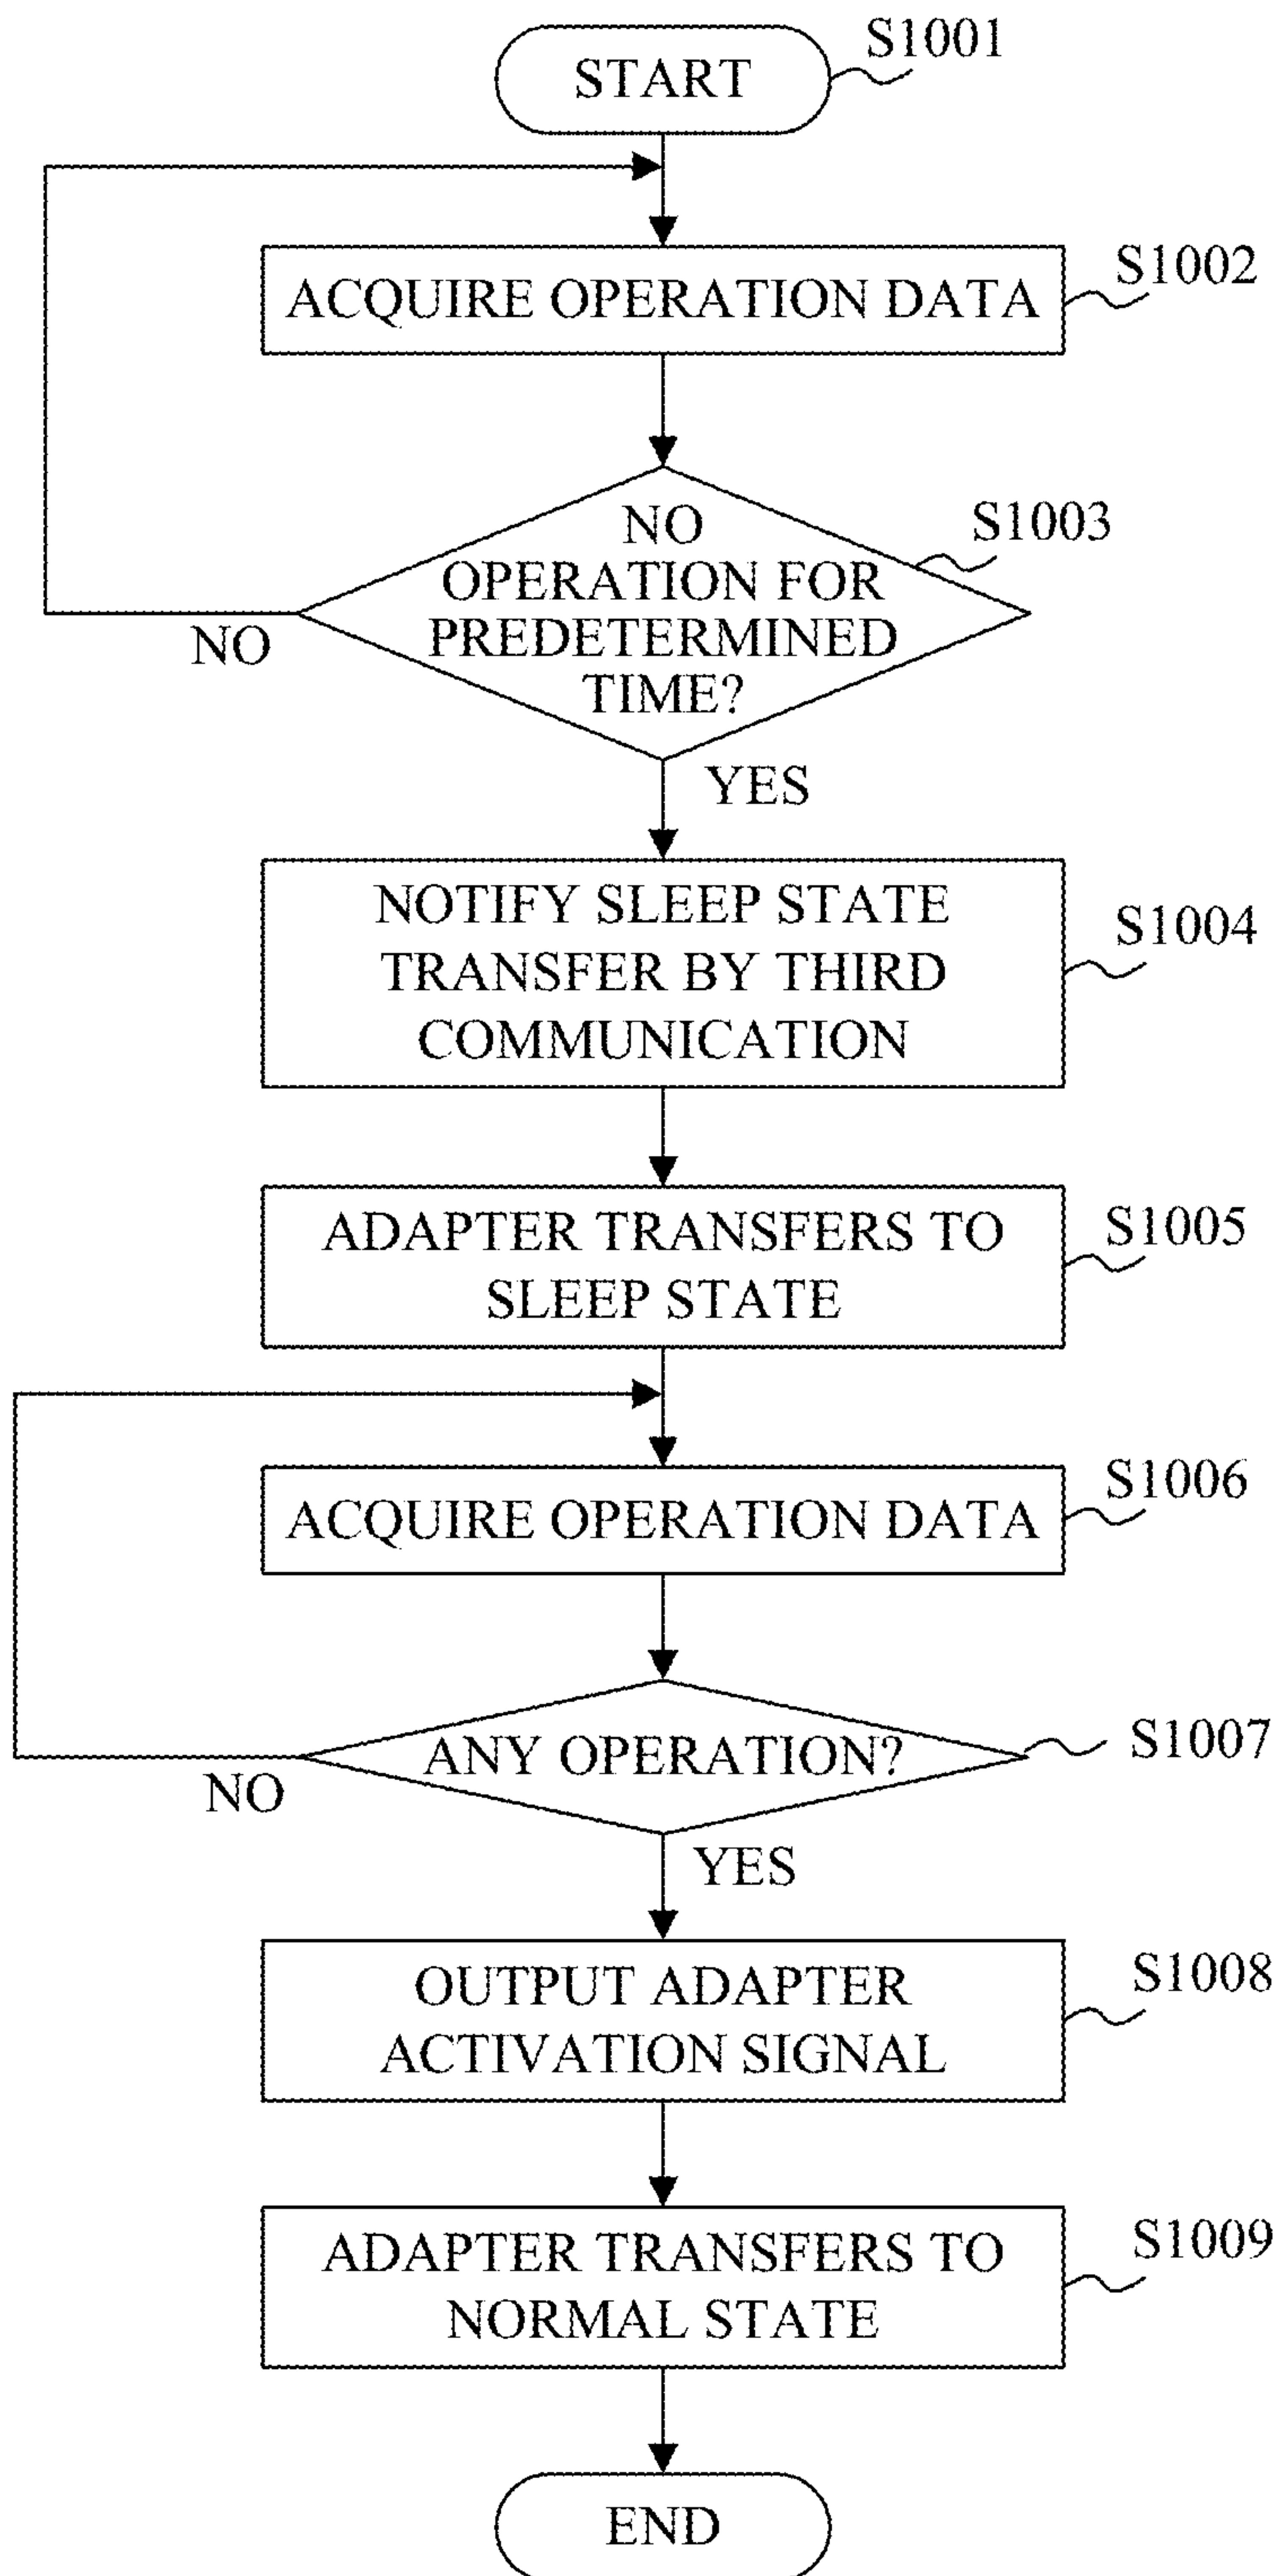 START
S1001
ACQUIRE OPERATION DATA
S1002
NO
OPERATION FOR
PREDETERMINED
TIME?
S1003
NO
YES
NOTIFY SLEEP STATE
TRANSFER BY THIRD
COMMUNICATION
S1004
ADAPTER TRANSFERS TO
SLEEP STATE
S1005
ACQUIRE OPERATION DATA
S1006
ANY OPERATION?
S1007
NO
YES
OUTPUT ADAPTER
ACTIVATION SIGNAL
S1008
ADAPTER TRANSFERS TO
NORMAL STATE
S1009
END